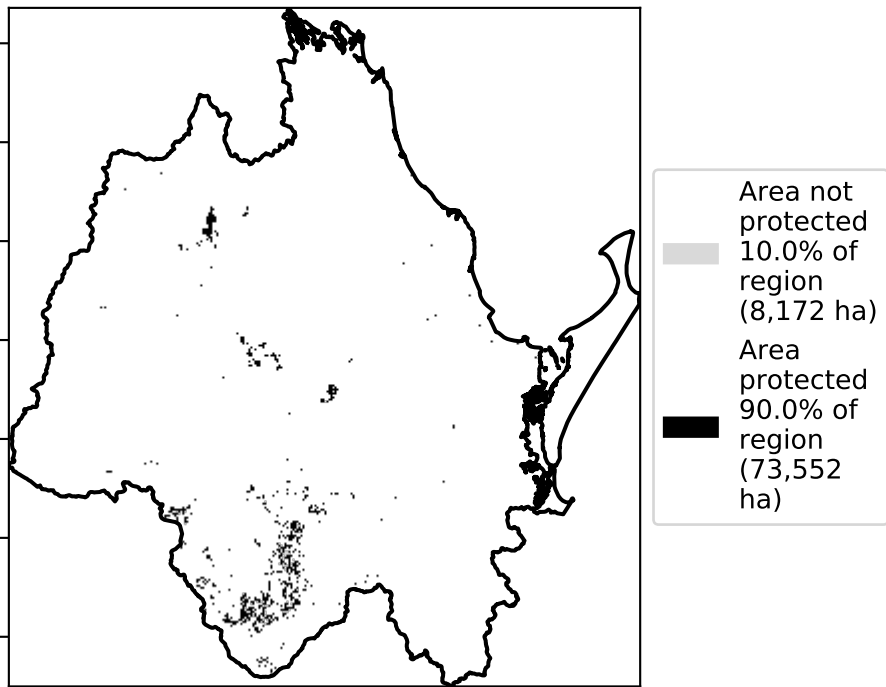 Area not
protected
10.0% of
region
(8,172 ha)
Area
protected
90.0% of
region
(73,552
ha)